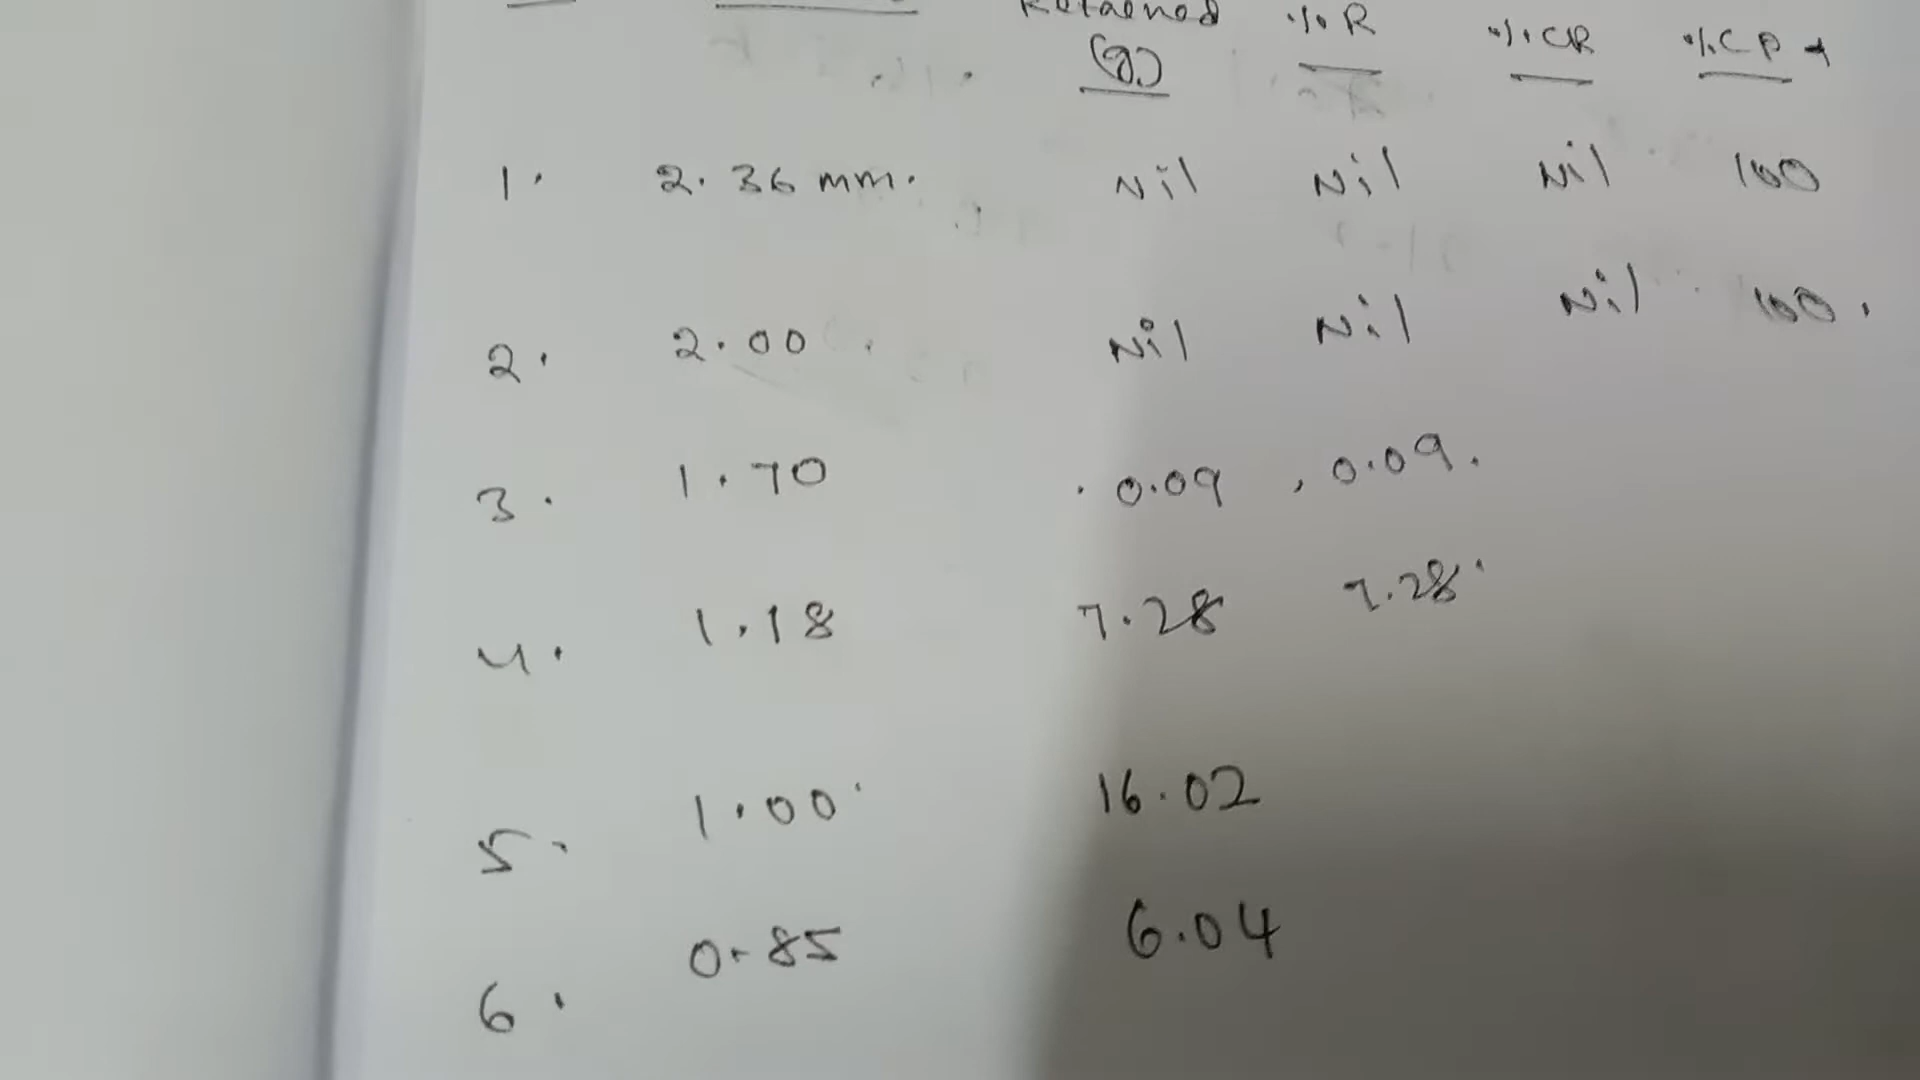 Retained %R %CR %CP
(g)
1. 2.36 mm. Nil Nil Nil 100
2. 2.00 Nil Nil Nil 100.
3. 1.70 0.09 0.09.
4. 1.18 7.28 7.28
5. 1.00 16.02
6. 0.85 6.04